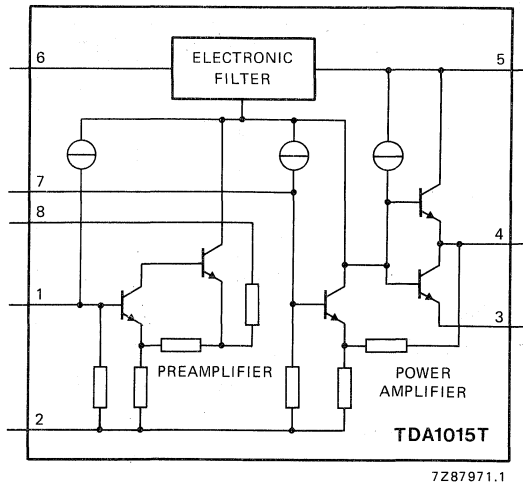 6
ELECTRONIC
FILTER
5
7
8
4
1
3
PREAMPLIFIER
POWER
AMPLIFIER
2
TDA1015T
7Z87971.1